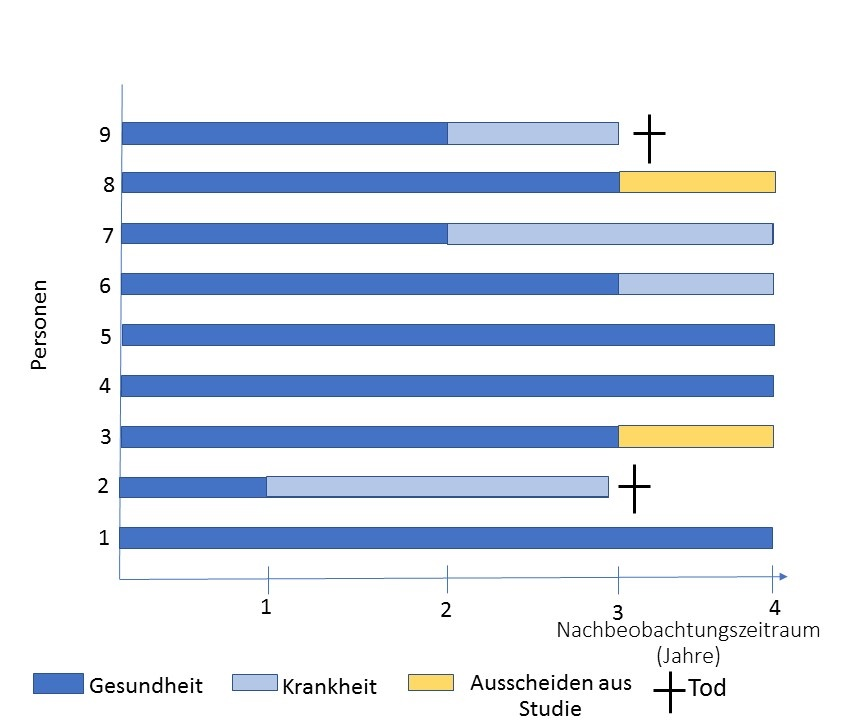 9
8
7
6
5
4
3
2
1
Personen
1 2 3 4
Nachbeobachtungszeitraum
(Jahre)
Gesundheit
Krankheit
Ausscheiden aus
Studie
Tod